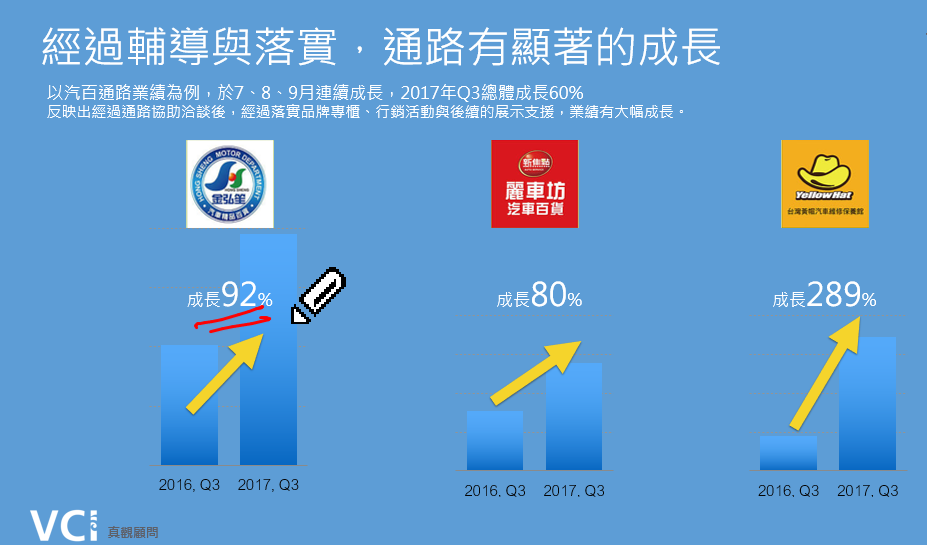 經過輔導與落實，通路有顯著的成長
以汽百通路業績為例，於7、8、9月連續成長，2017年Q3總體成長60%
反映出經過通路協助洽談後，經過落實品牌專櫃、行銷活動與後續的展示支援，業績有大幅成長。
HONG SHENG MOTOR DEPARTMENT
HONG SHENG
金弘笙
汽車精品百貨
新焦點
麗車坊
汽車百貨
YellowHat
台灣黃帽汽車維修保養館
成長92%
成長80%
成長289%
2016, Q3
2017, Q3
2016, Q3
2017, Q3
2016, Q3
2017, Q3
VCi
真觀顧問